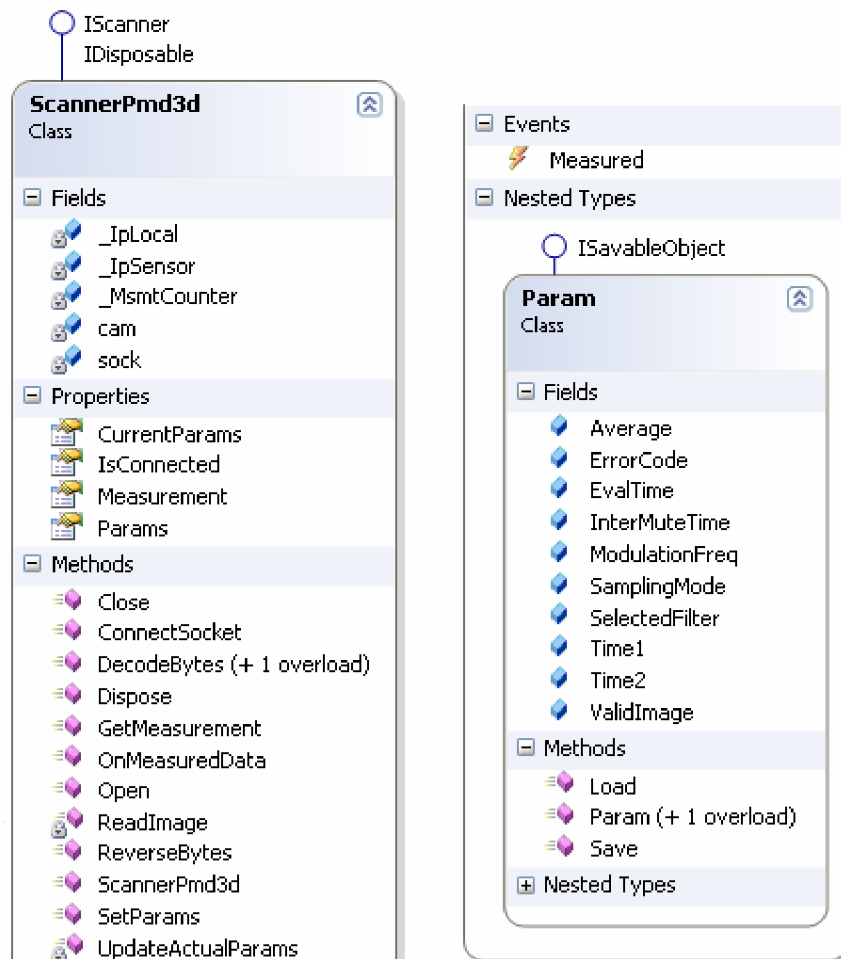 IScanner
IDisposable
ScannerPmd3d
Class
Fields
_IpLocal
_IpSensor
_MsmtCounter
cam
sock
Properties
CurrentParams
IsConnected
Measurement
Params
Methods
Close
ConnectSocket
DecodeBytes (+ 1 overload)
Dispose
GetMeasurement
OnMeasuredData
Open
ReadImage
ReverseBytes
ScannerPmd3d
SetParams
UpdateActualParams
Events
Measured
Nested Types
ISavableObject
Param
Class
Fields
Average
ErrorCode
EvalTime
InterMuteTime
ModulationFreq
SamplingMode
SelectedFilter
Time1
Time2
ValidImage
Methods
Load
Param (+ 1 overload)
Save
Nested Types